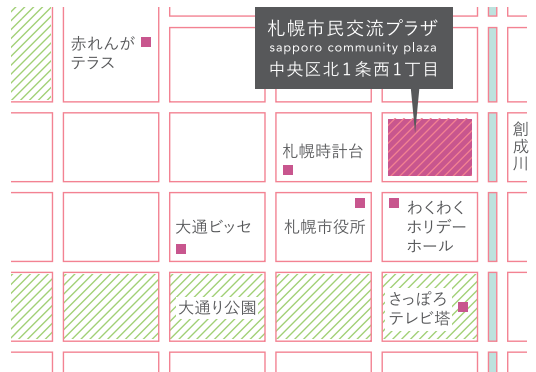 札幌市民交流プラザ
sapporo community plaza
中央区北1条西1丁目
赤れんが
テラス
創成川
札幌時計台
大通ビッセ
札幌市役所
わくわく
ホリデー
ホール
大通り公園
さっぽろ
テレビ塔